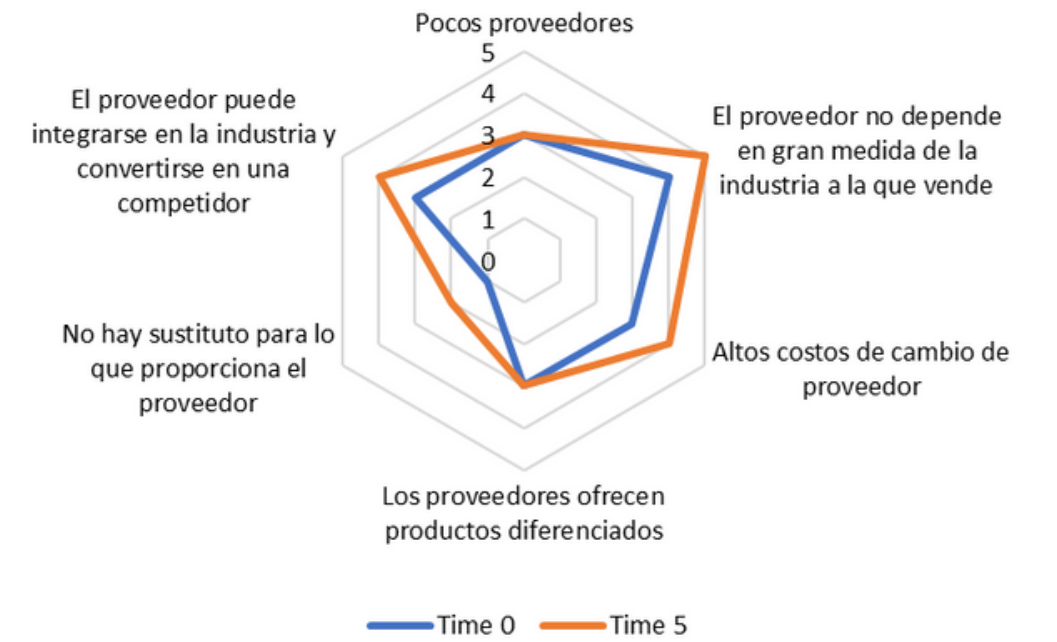 Pocos proveedores
5
4
3
2
1
0
El proveedor no depende
en gran medida de la
industria a la que vende
Altos costos de cambio de
proveedor
Los proveedores ofrecen
productos diferenciados
No hay sustituto para lo
que proporciona el
proveedor
El proveedor puede
integrarse en la industria y
convertirse en una
competidor
Time 0
Time 5